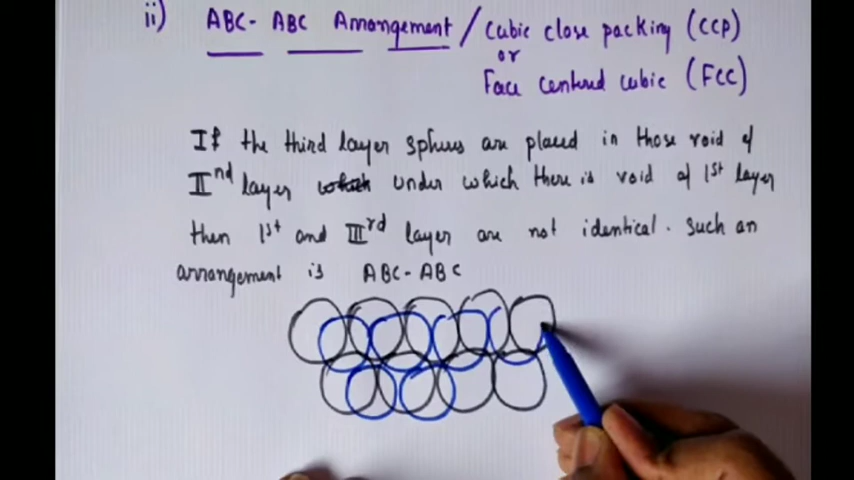 ii) ABC- ABC Arrangement / Cubic close packing (CCP)
or
Face centered cubic (FCC)
If the third layer spheres are placed in those void of
IInd layer which under which there is void of 1st layer
then 1st and IIIrd layer are not identical. Such an
arrangement is ABC- ABC